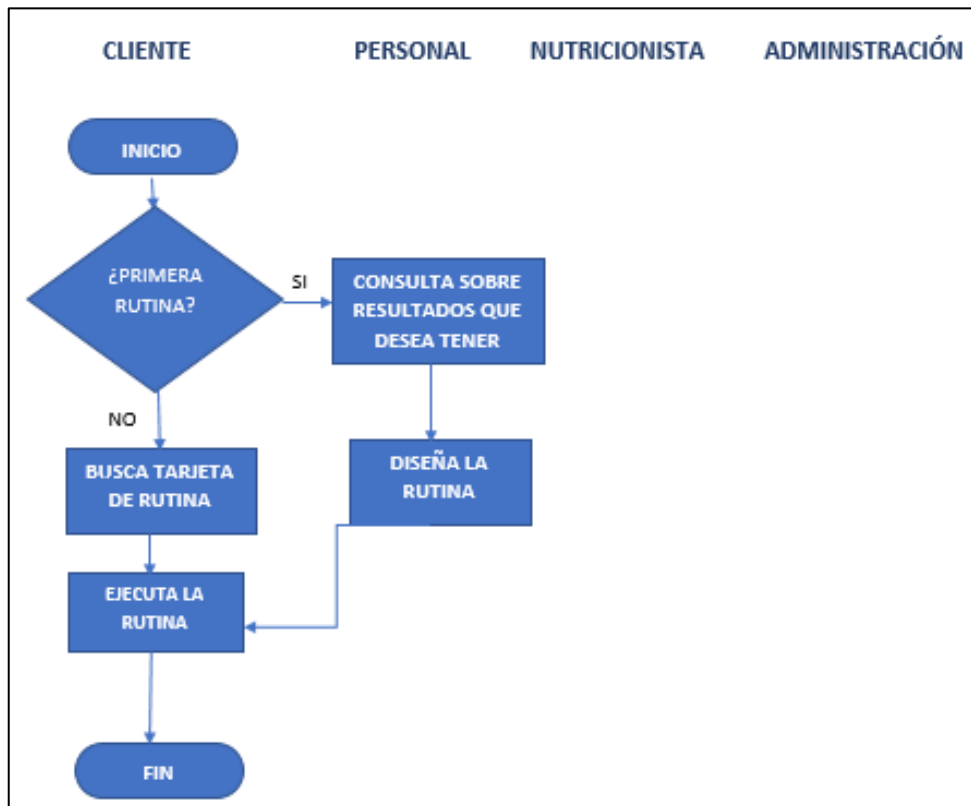 CLIENTE PERSONAL NUTRICIONISTA ADMINISTRACIÓN
INICIO
¿PRIMERA
RUTINA?
SI
CONSULTA SOBRE
RESULTADOS QUE
DESEA TENER
NO
BUSCA TARJETA
DE RUTINA
DISEÑA LA
RUTINA
EJECUTA LA
RUTINA
FIN